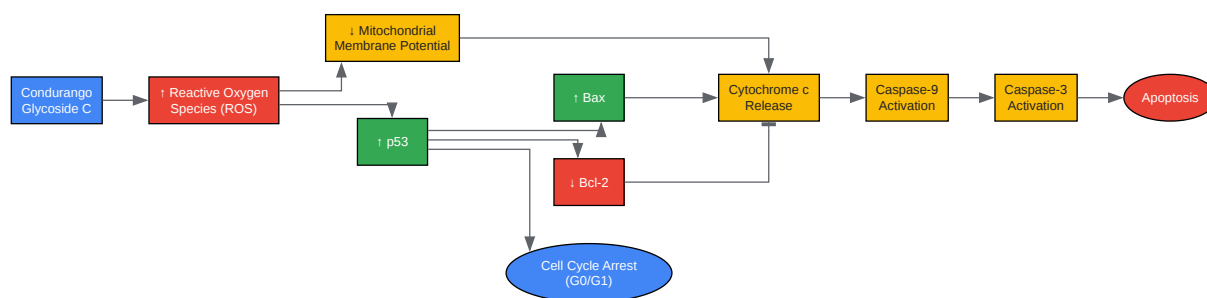 ↓ Mitochondrial
Membrane Potential
Condurango
Glycoside C
↑ Reactive Oxygen
Species (ROS)
↑ p53
↑ Bax
↓ Bcl-2
Cell Cycle Arrest
(G0/G1)
Cytochrome c
Release
Caspase-9
Activation
Caspase-3
Activation
Apoptosis